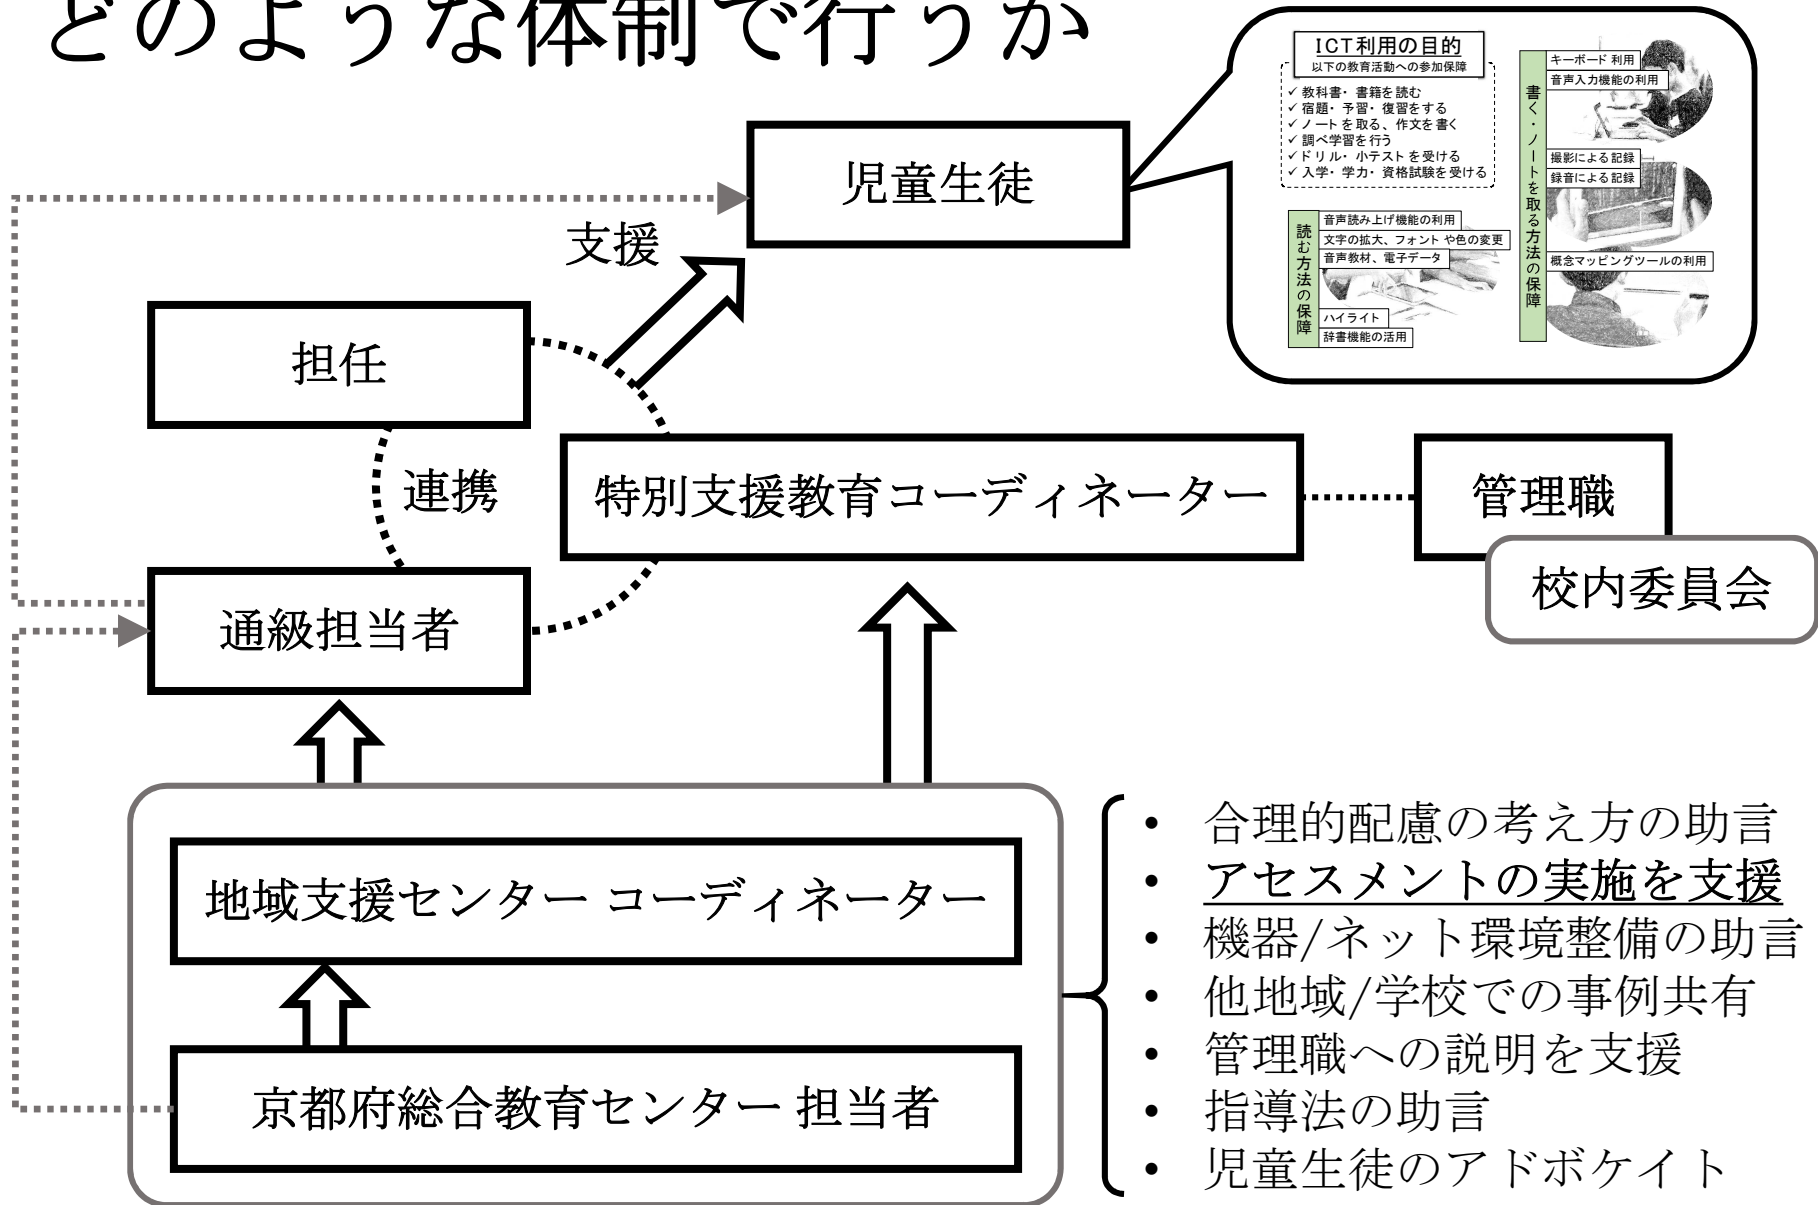 どのような体制で行うか
ICT利用の目的
以下の教育活動への参加保障
✓教科書・書籍を読む
✓宿題・予習・復習をする
✓ノートを取る、作文を書く
✓調べ学習を行う
✓ドリル・小テストを受ける
✓入学・学力・資格試験を受ける
読む方法の保障
音声読み上げ機能の利用
文字の拡大、フォントや色の変更
音声教材、電子データ
ハイライト
辞書機能の活用
書く・ノートを取る方法の保障
キーボード利用
音声入力機能の利用
撮影による記録
録音による記録
概念マッピングツールの利用
児童生徒
支援
担任
連携
特別支援教育コーディネーター
管理職
校内委員会
通級担当者
地域支援センター コーディネーター
京都府総合教育センター 担当者
• 合理的配慮の考え方の助言
• アセスメントの実施を支援
• 機器/ネット環境整備の助言
• 他地域/学校での事例共有
• 管理職への説明を支援
• 指導法の助言
• 児童生徒のアドボケイト